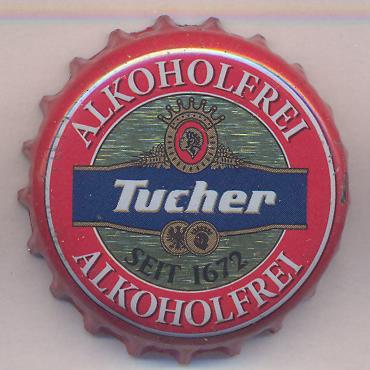 ALKOHOLFREI
Tucher
SEIT 1672
ALKOHOLFREI